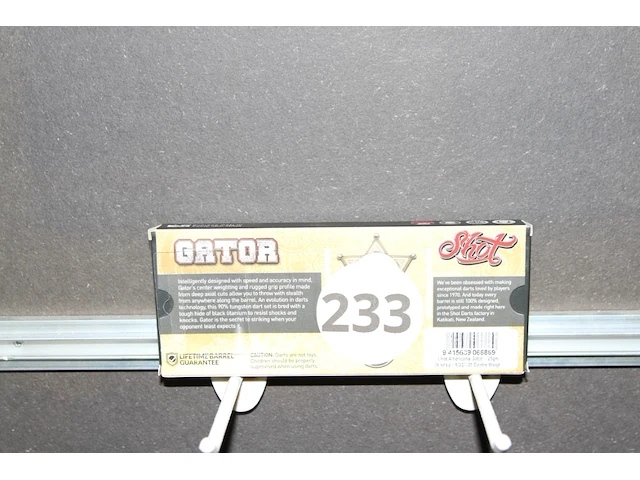 GATOR
Intelligently designed with speed and accuracy in mind,
Gator's center weighting and rugged grip profile made
from deep axial cuts allow you to throw with stealth
from anywhere along the barrel. An evolution in darts
technology, this 90% tungsten dart set is bred with a
tough hide of black titanium to resist shocks and
knocks. Gator is the secret to striking when your
opponent least expects it.
LIFETIME BARREL
GUARANTEE
CAUTION: Darts are not toys.
Children should be properly
supervised when using darts.
233
Shot
We've been obsessed with making
exceptional darts loved by players
since 1970. And today every
barrel is still 100% designed,
prototyped and made right here
in the Shot Darts factory in
Katikati, New Zealand.